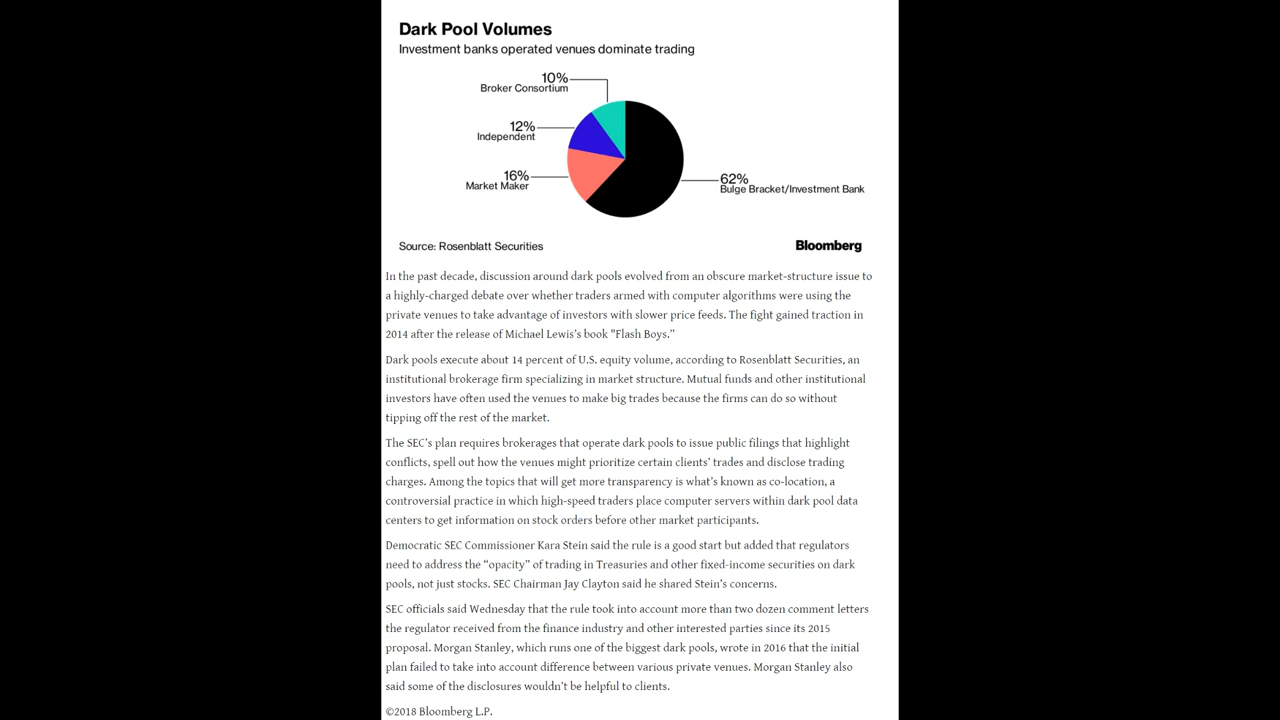 Dark Pool Volumes
Investment banks operated venues dominate trading
10%
Broker Consortium
12%
Independent
16%
Market Maker
62%
Bulge Bracket/Investment Bank
Source: Rosenblatt Securities
Bloomberg
In the past decade, discussion around dark pools evolved from an obscure market-structure issue to
a highly-charged debate over whether traders armed with computer algorithms were using the
private venues to take advantage of investors with slower price feeds. The fight gained traction in
2014 after the release of Michael Lewis's book "Flash Boys.”
Dark pools execute about 14 percent of U.S. equity volume, according to Rosenblatt Securities, an
institutional brokerage firm specializing in market structure. Mutual funds and other institutional
investors have often used the venues to make big trades because the firms can do so without
tipping off the rest of the market.
The SEC’s plan requires brokerages that operate dark pools to issue public filings that highlight
conflicts, spell out how the venues might prioritize certain clients’ trades and disclose trading
charges. Among the topics that will get more transparency is what’s known as co-location, a
controversial practice in which high-speed traders place computer servers within dark pool data
centers to get information on stock orders before other market participants.
Democratic SEC Commissioner Kara Stein said the rule is a good start but added that regulators
need to address the “opacity” of trading in Treasuries and other fixed-income securities on dark
pools, not just stocks. SEC Chairman Jay Clayton said he shared Stein’s concerns.
SEC officials said Wednesday that the rule took into account more than two dozen comment letters
the regulator received from the finance industry and other interested parties since its 2015
proposal. Morgan Stanley, which runs one of the biggest dark pools, wrote in 2016 that the initial
plan failed to take into account difference between various private venues. Morgan Stanley also
said some of the disclosures wouldn’t be helpful to clients.
©2018 Bloomberg L.P.